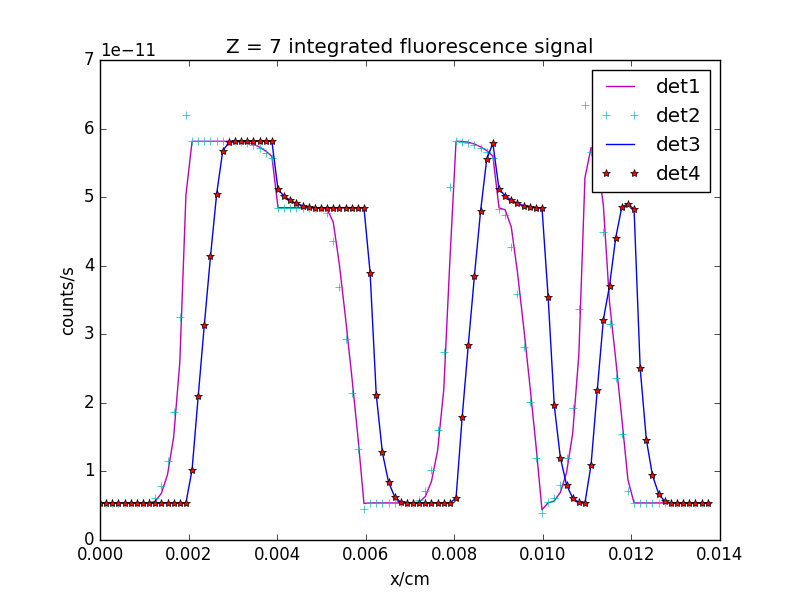 Z = 7 integrated fluorescence signal
1e−11
7
6
5
4
3
2
1
0
counts/s
0.000 0.002 0.004 0.006 0.008 0.010 0.012 0.014
x/cm
det1
det2
det3
det4